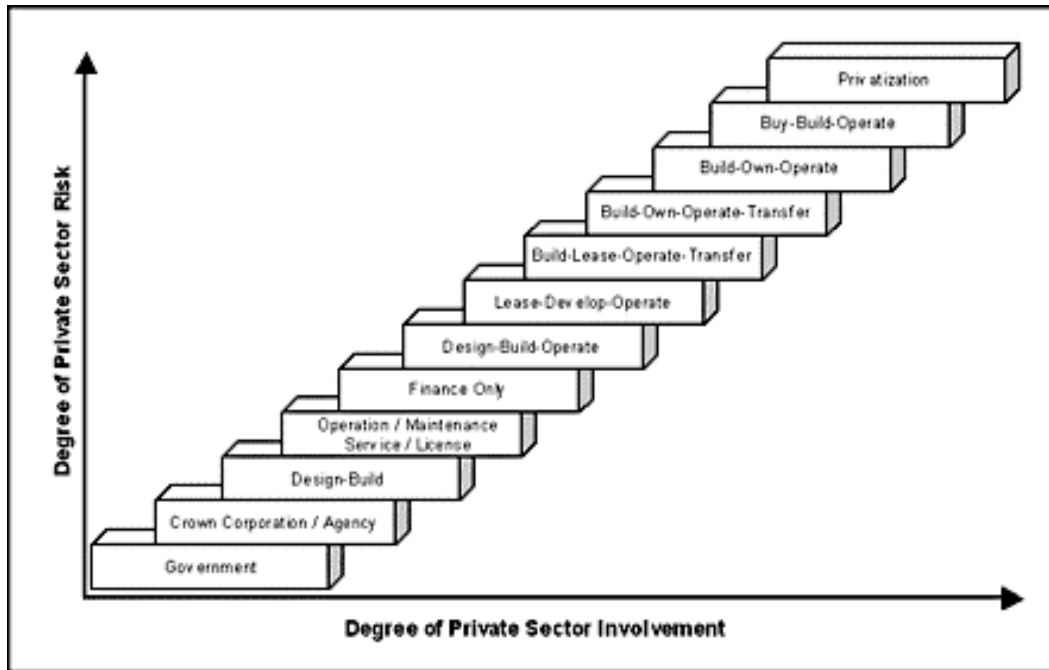 Degree of Private Sector Risk
Privatization
Buy-Build-Operate
Build-Own-Operate
Build-Own-Operate-Transfer
Build-Lease-Operate-Transfer
Lease-Develop-Operate
Design-Build-Operate
Finance Only
Operation / Maintenance
Service / License
Design-Build
Crown Corporation / Agency
Government
Degree of Private Sector Involvement